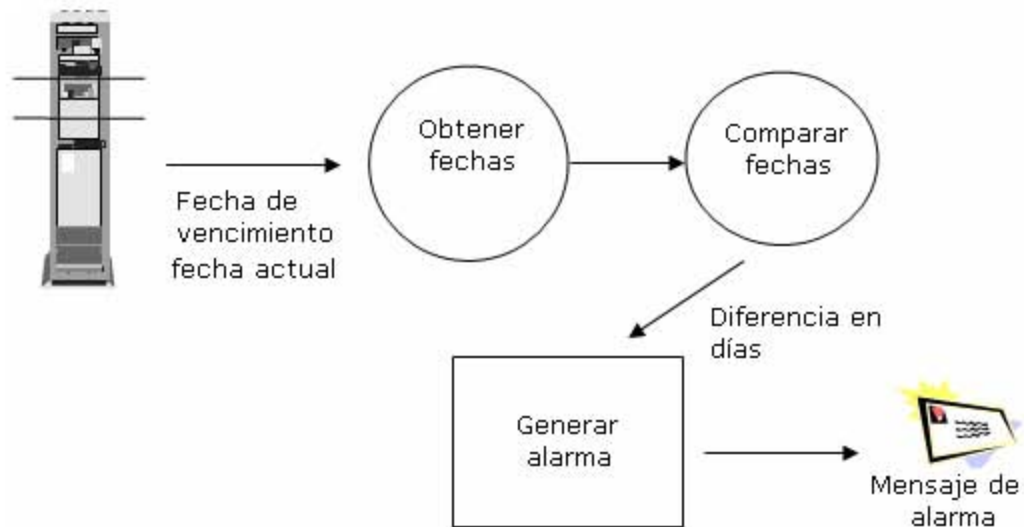 Obtener
fechas
Comparar
fechas
Fecha de
vencimiento
fecha actual
Diferencia en
días
Generar
alarma
Mensaje de
alarma